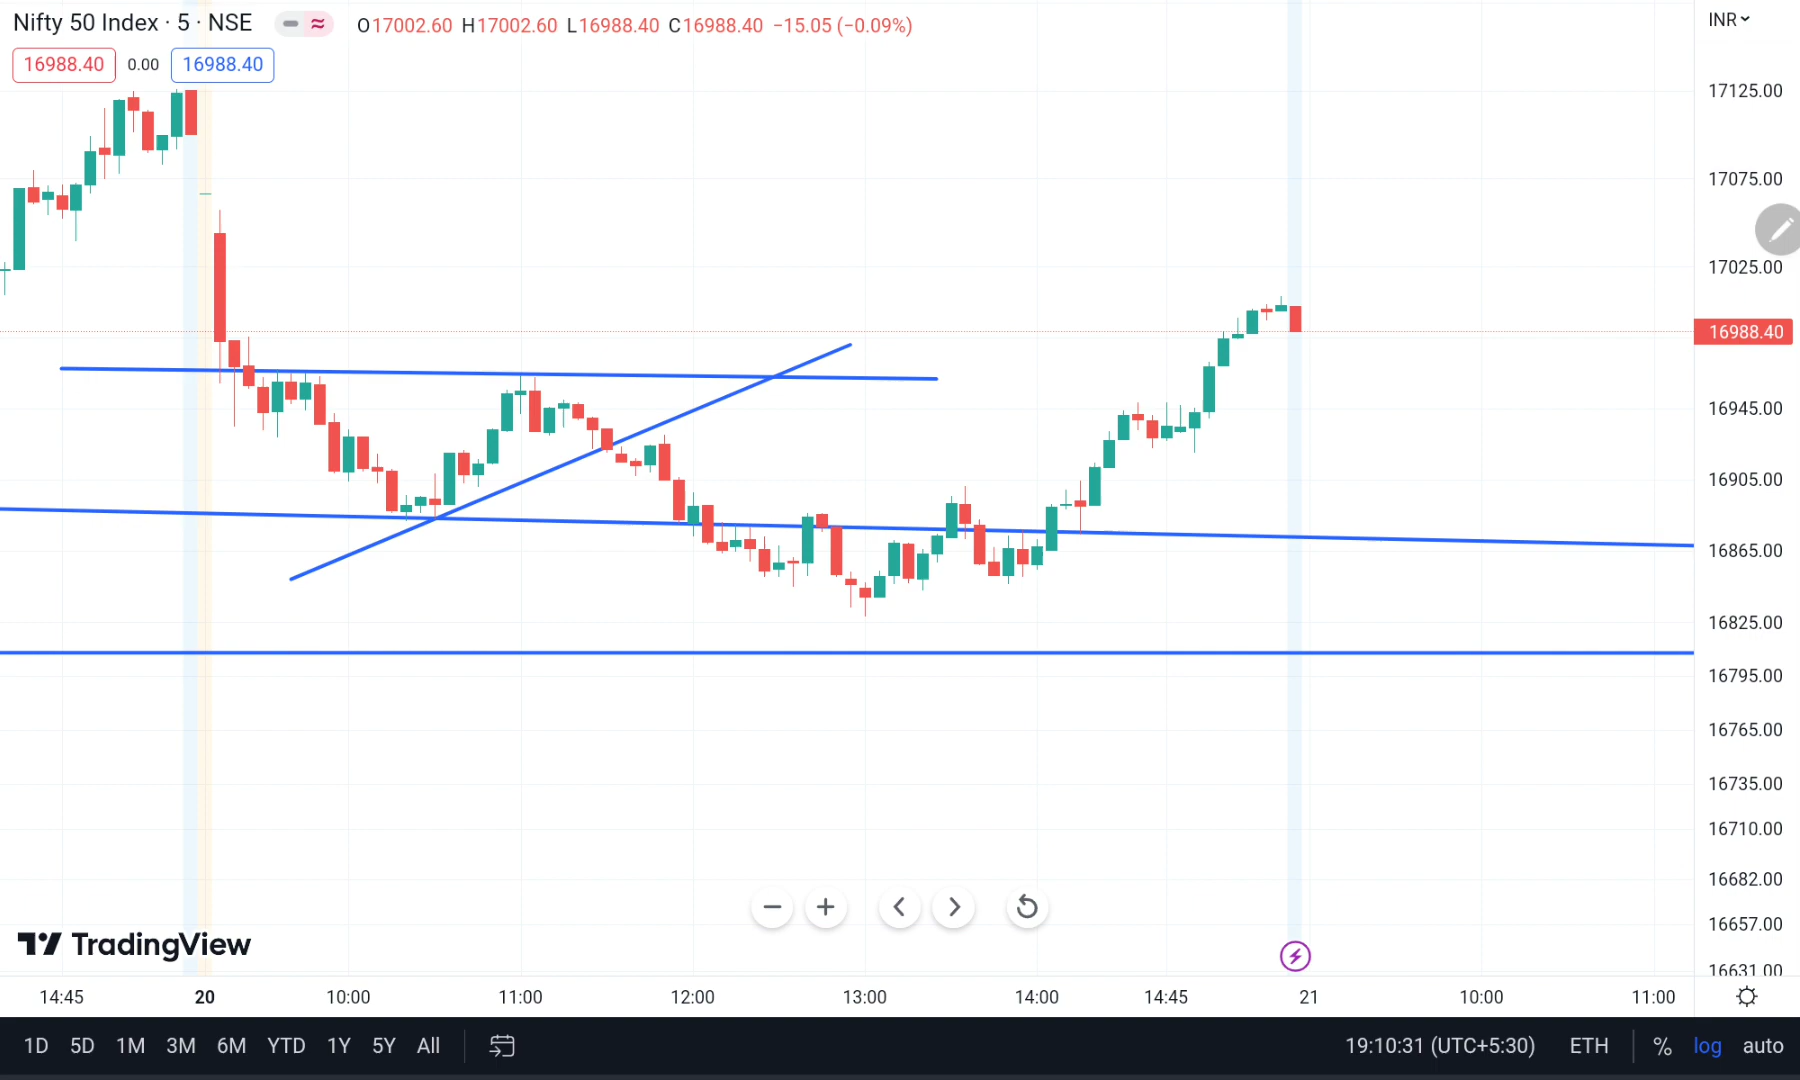 Nifty 50 Index · 5 · NSE
O17002.60 H17002.60 L16988.40 C16988.40 −15.05 (−0.09%)
INR
16988.40 0.00 16988.40
17125.00
17075.00
17025.00
16988.40
16945.00
16905.00
16865.00
16825.00
16795.00
16765.00
16735.00
16710.00
16682.00
16657.00
16631.00
TradingView
14:45 20 10:00 11:00 12:00 13:00 14:00 14:45 21 10:00 11:00
1D 5D 1M 3M 6M YTD 1Y 5Y All 19:10:31 (UTC+5:30) ETH % log auto